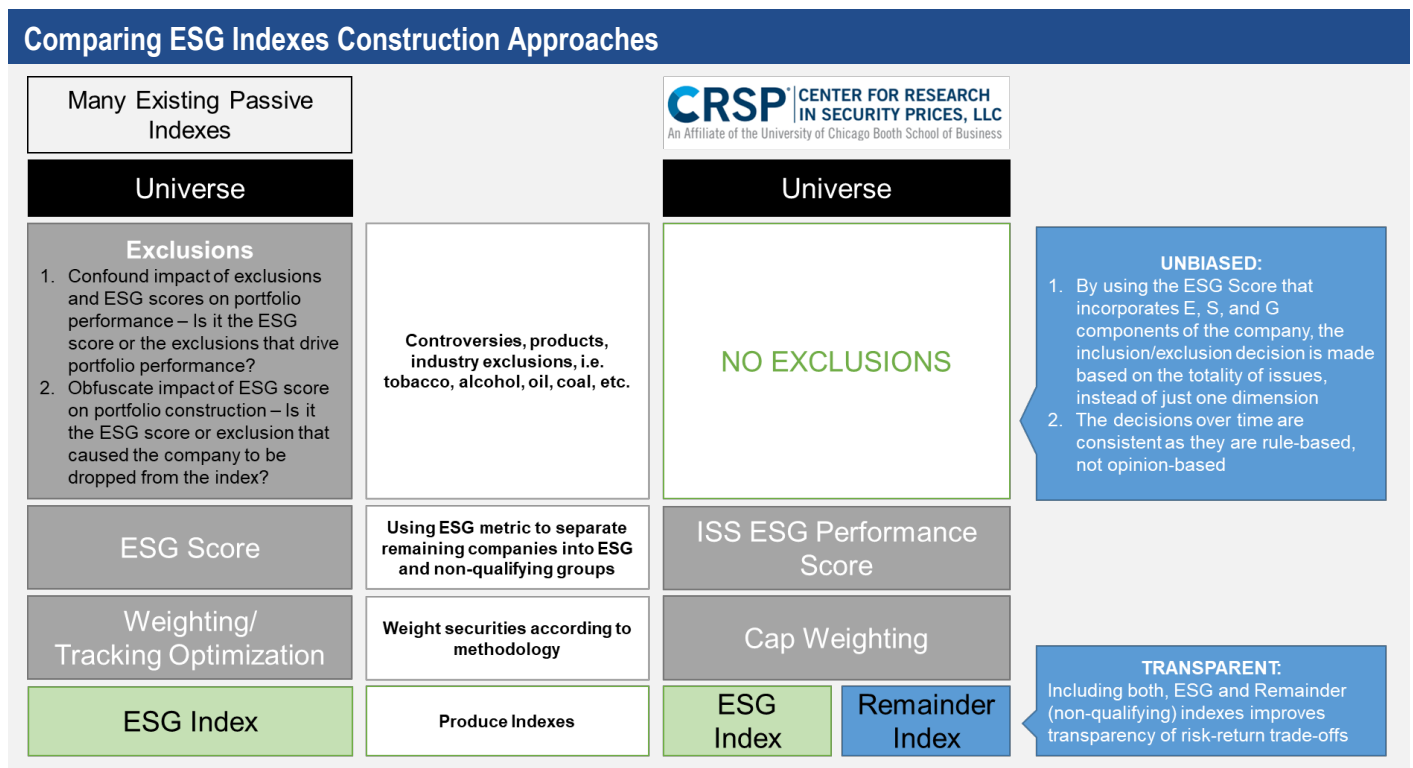 Comparing ESG Indexes Construction Approaches
Many Existing Passive
Indexes
CRSP® CENTER FOR RESEARCH
IN SECURITY PRICES, LLC
An Affiliate of the University of Chicago Booth School of Business
Universe
Universe
Exclusions
1. Confound impact of exclusions
and ESG scores on portfolio
performance – Is it the ESG
score or the exclusions that drive
portfolio performance?
2. Obfuscate impact of ESG score
on portfolio construction – Is it
the ESG score or exclusion that
caused the company to be
dropped from the index?
Controversies, products,
industry exclusions, i.e.
tobacco, alcohol, oil, coal, etc.
NO EXCLUSIONS
UNBIASED:
1. By using the ESG Score that
incorporates E, S, and G
components of the company, the
inclusion/exclusion decision is made
based on the totality of issues,
instead of just one dimension
2. The decisions over time are
consistent as they are rule-based,
not opinion-based
ESG Score
Using ESG metric to separate
remaining companies into ESG
and non-qualifying groups
ISS ESG Performance
Score
Weighting/
Tracking Optimization
Weight securities according to
methodology
Cap Weighting
ESG Index
Produce Indexes
ESG
Index
Remainder
Index
TRANSPARENT:
Including both, ESG and Remainder
(non-qualifying) indexes improves
transparency of risk-return trade-offs